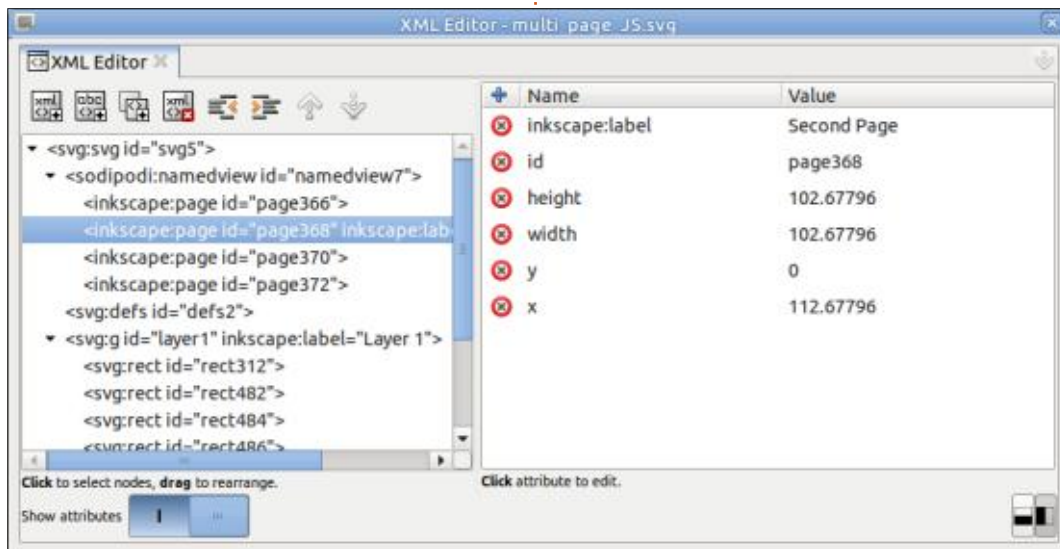 XML Editor - multi_page_JS.svg
XML Editor
Name Value
inkscape:label Second Page
id page368
height 102.67796
width 102.67796
y 0
x 112.67796
<svg:svg id="svg5">
<sodipodi:namedview id="namedview7">
<inkscape:page id="page366">
<inkscape:page id="page368" inkscape:lab
<inkscape:page id="page370">
<inkscape:page id="page372">
<svg:defs id="defs2">
<svg:g id="layer1" inkscape:label="Layer 1">
<svg:rect id="rect312">
<svg:rect id="rect482">
<svg:rect id="rect484">
<svg:rect id="rect486">
Click to select nodes, drag to rearrange.
Click attribute to edit.
Show attributes